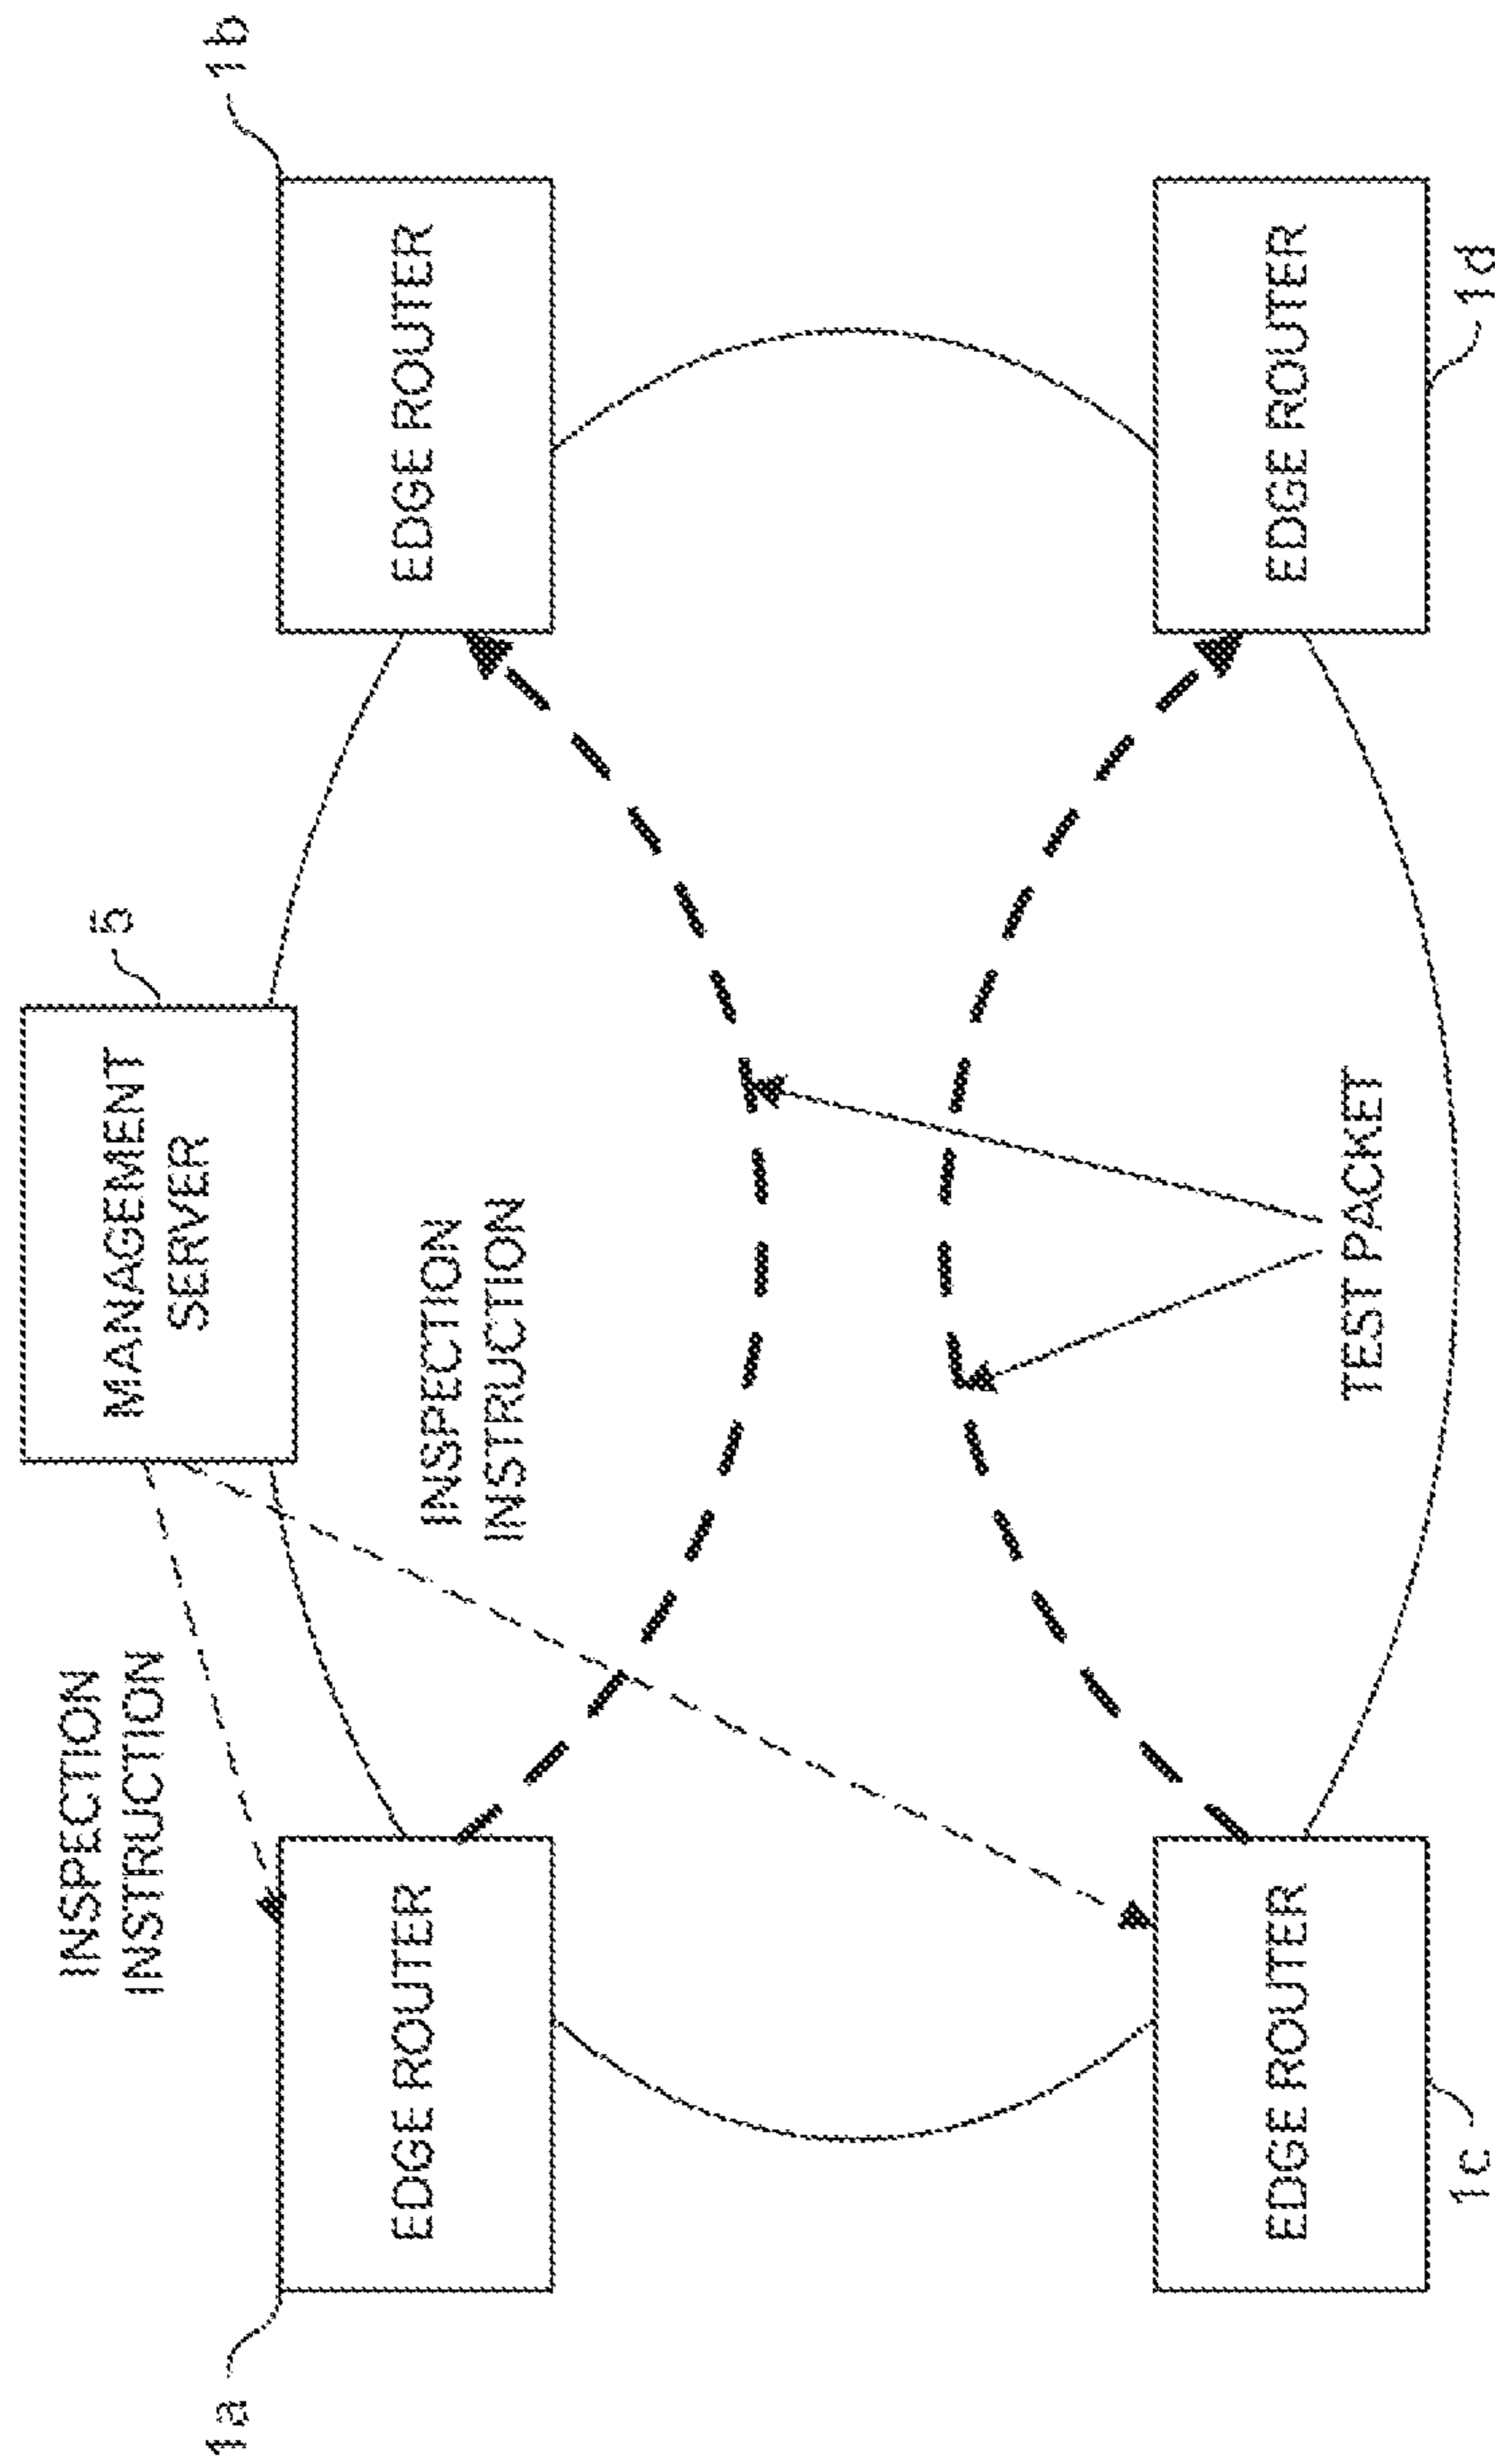 MANAGEMENT
SERVER
5
INSPECTION
INSTRUCTION
INSPECTION
INSTRUCTION
1a
EDGE ROUTER
EDGE ROUTER
1b
TEST PACKET
EDGE ROUTER
1c
EDGE ROUTER
1d